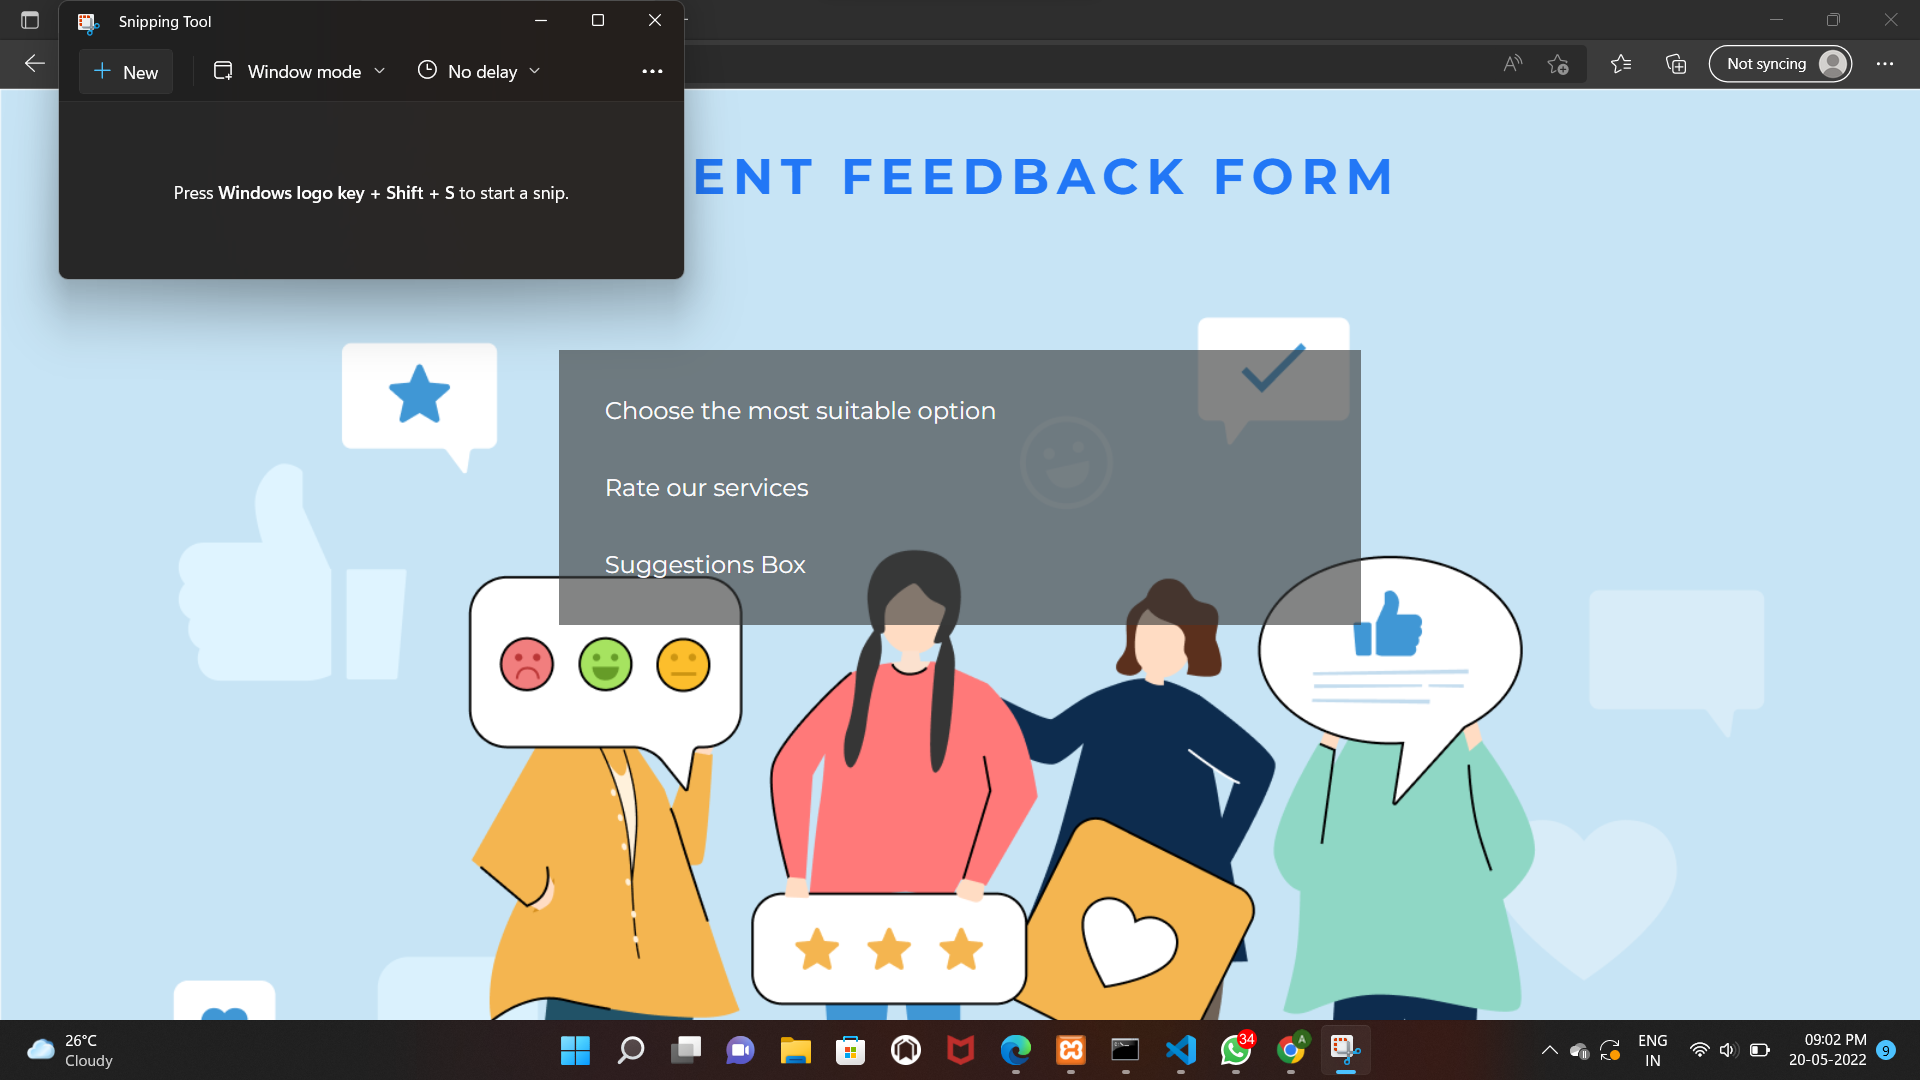 Snipping Tool
New
Window mode
No delay
Press Windows logo key + Shift + S to start a snip.
Not syncing
ENT FEEDBACK FORM
Choose the most suitable option
Rate our services
Suggestions Box
26°C
Cloudy
34
A
ENG
IN
09:02 PM
20-05-2022
9